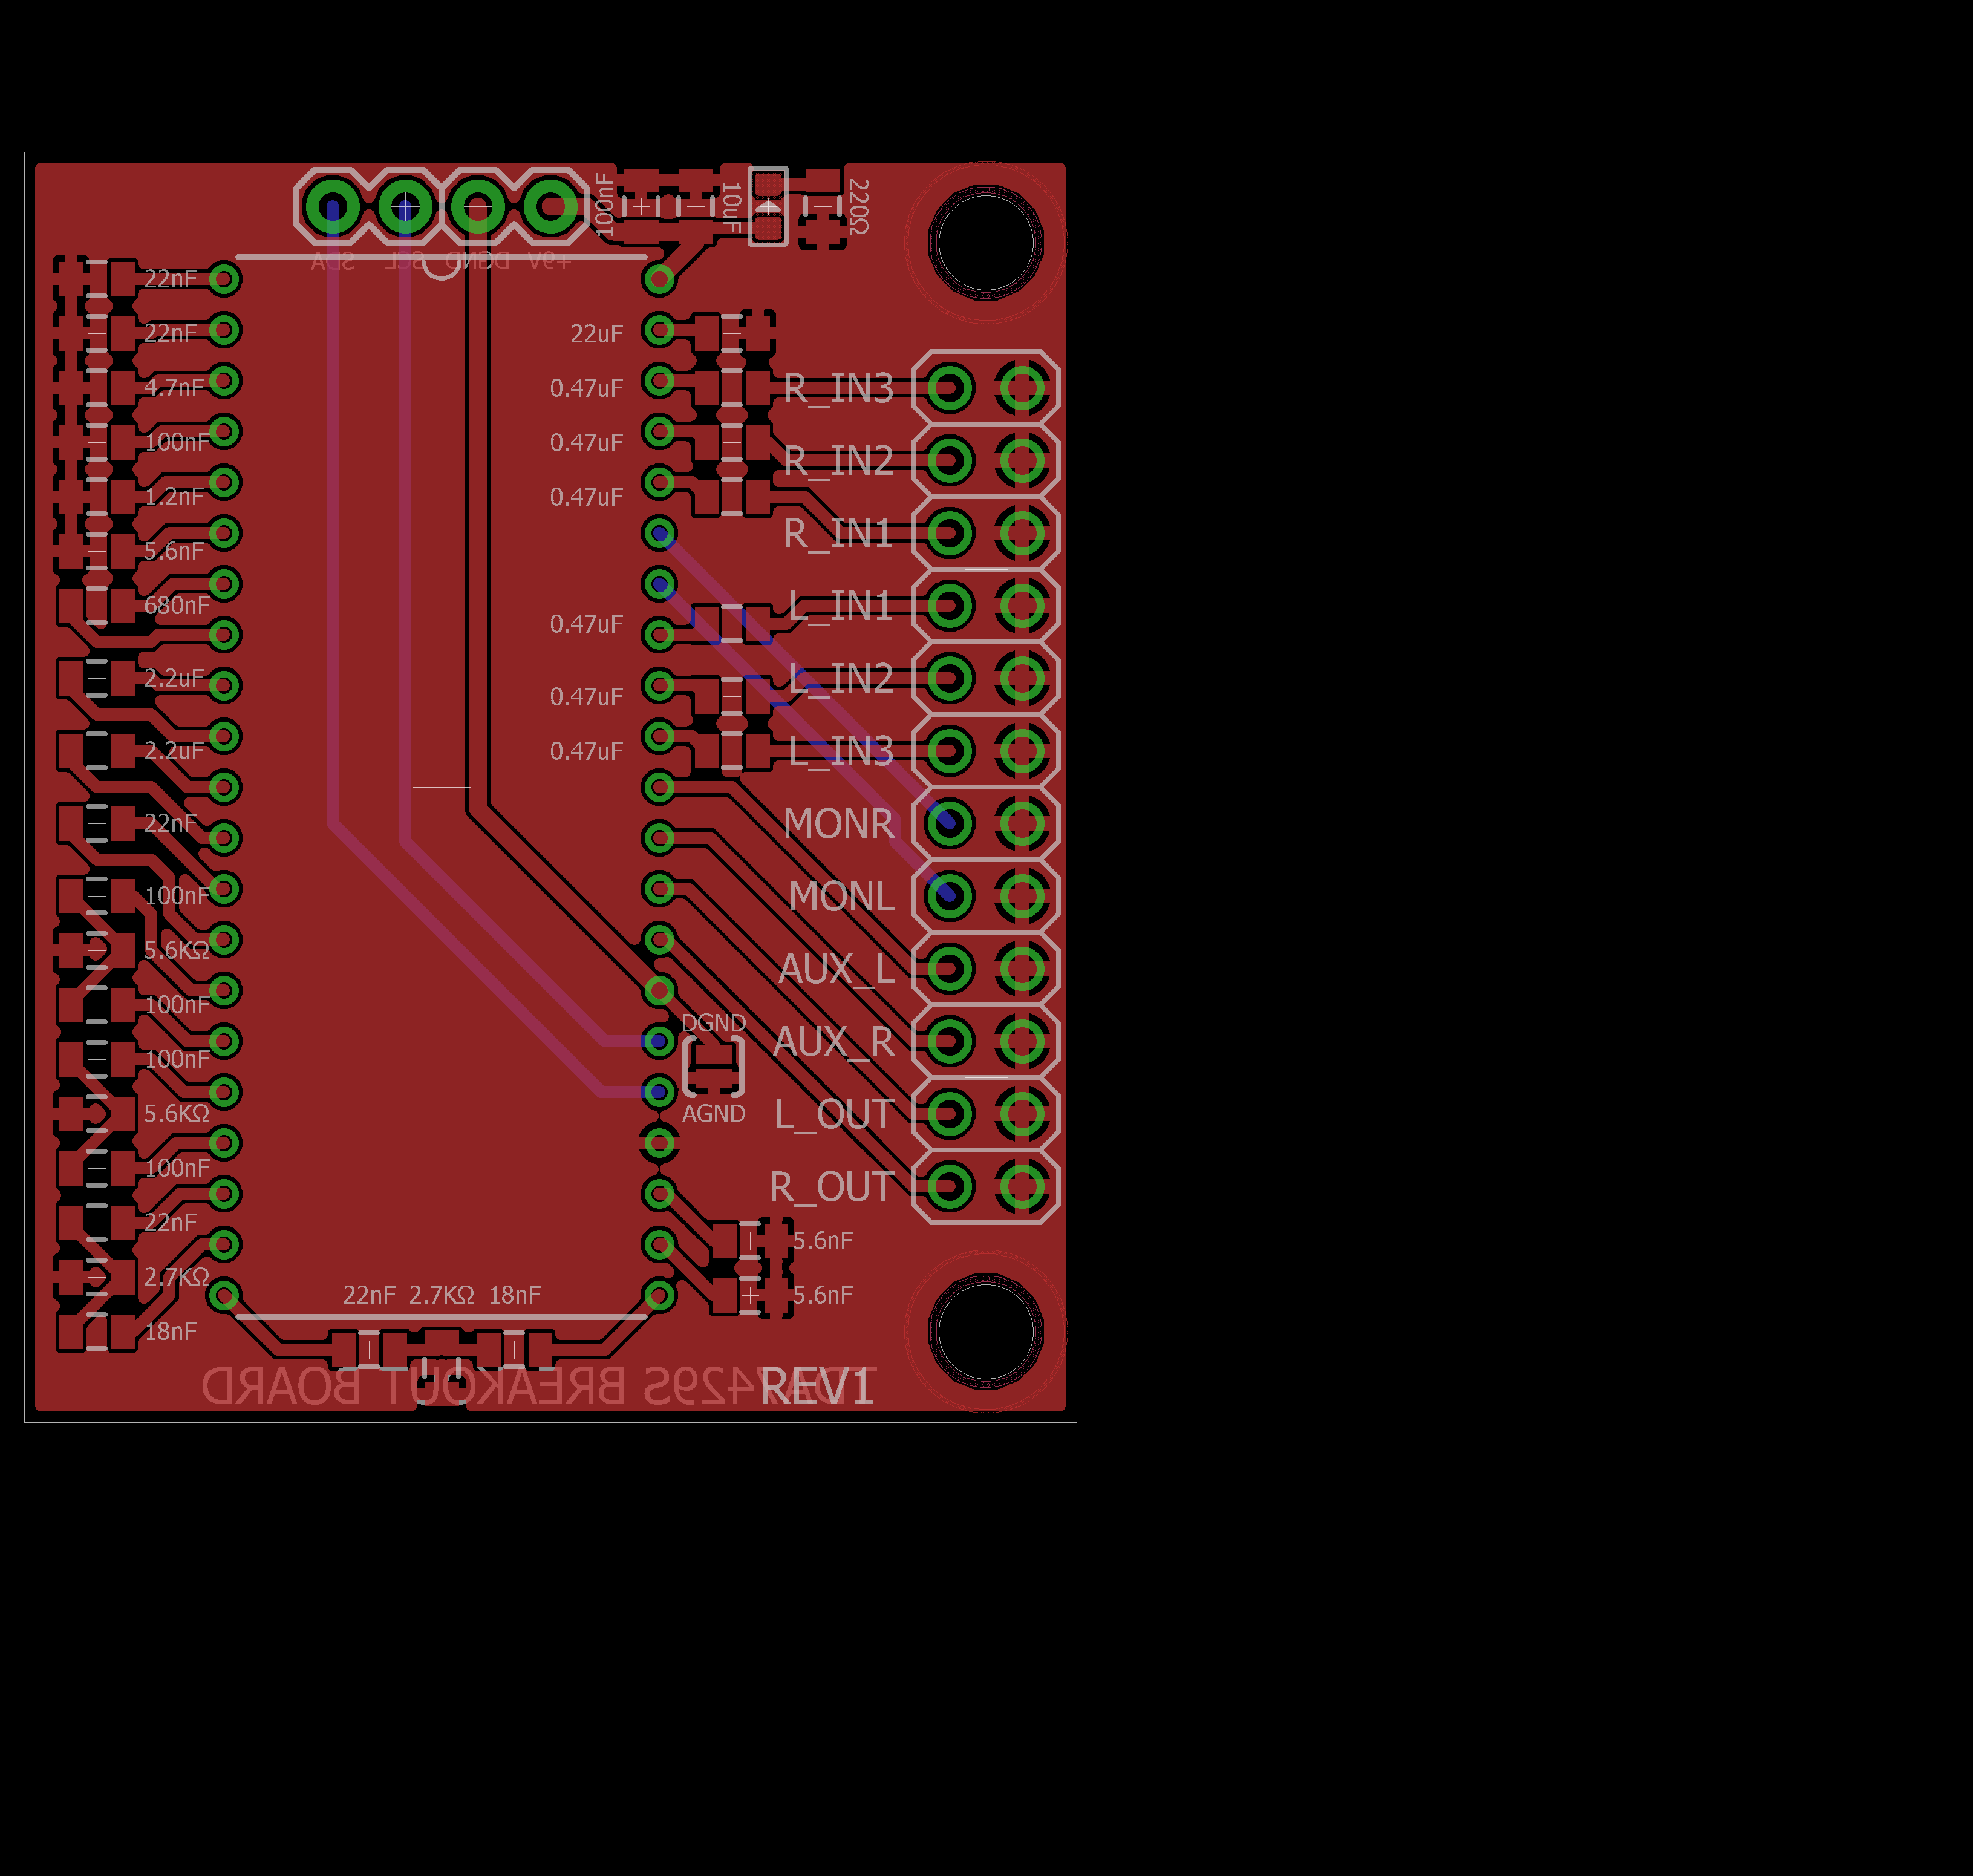 100nF
10uF
220Ω
SDA SCL DGND +9V
22nF
22nF
4.7nF
100nF
1.2nF
5.6nF
680nF
2.2uF
2.2uF
22nF
100nF
5.6KΩ
100nF
100nF
5.6KΩ
100nF
22nF
2.7KΩ
18nF
22uF
0.47uF
0.47uF
0.47uF
0.47uF
0.47uF
0.47uF
R_IN3
R_IN2
R_IN1
L_IN1
L_IN2
L_IN3
MONR
MONL
AUX_L
AUX_R
L_OUT
R_OUT
DGND
AGND
5.6nF
5.6nF
22nF 2.7KΩ 18nF
TDA7429S BREAKOUT BOARD
REV1